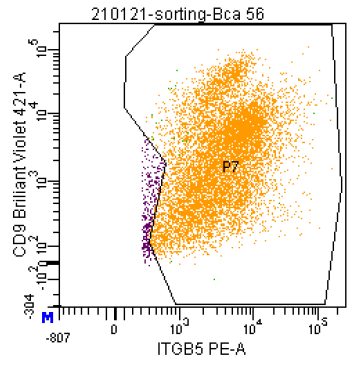 210121-sorting-Bca 56
CD9 Brilliant Violet 421-A
10^5
10^4
10^3
10^2
-10^2
-304
P7
M
-807
0
10^3
10^4
10^5
ITGB5 PE-A